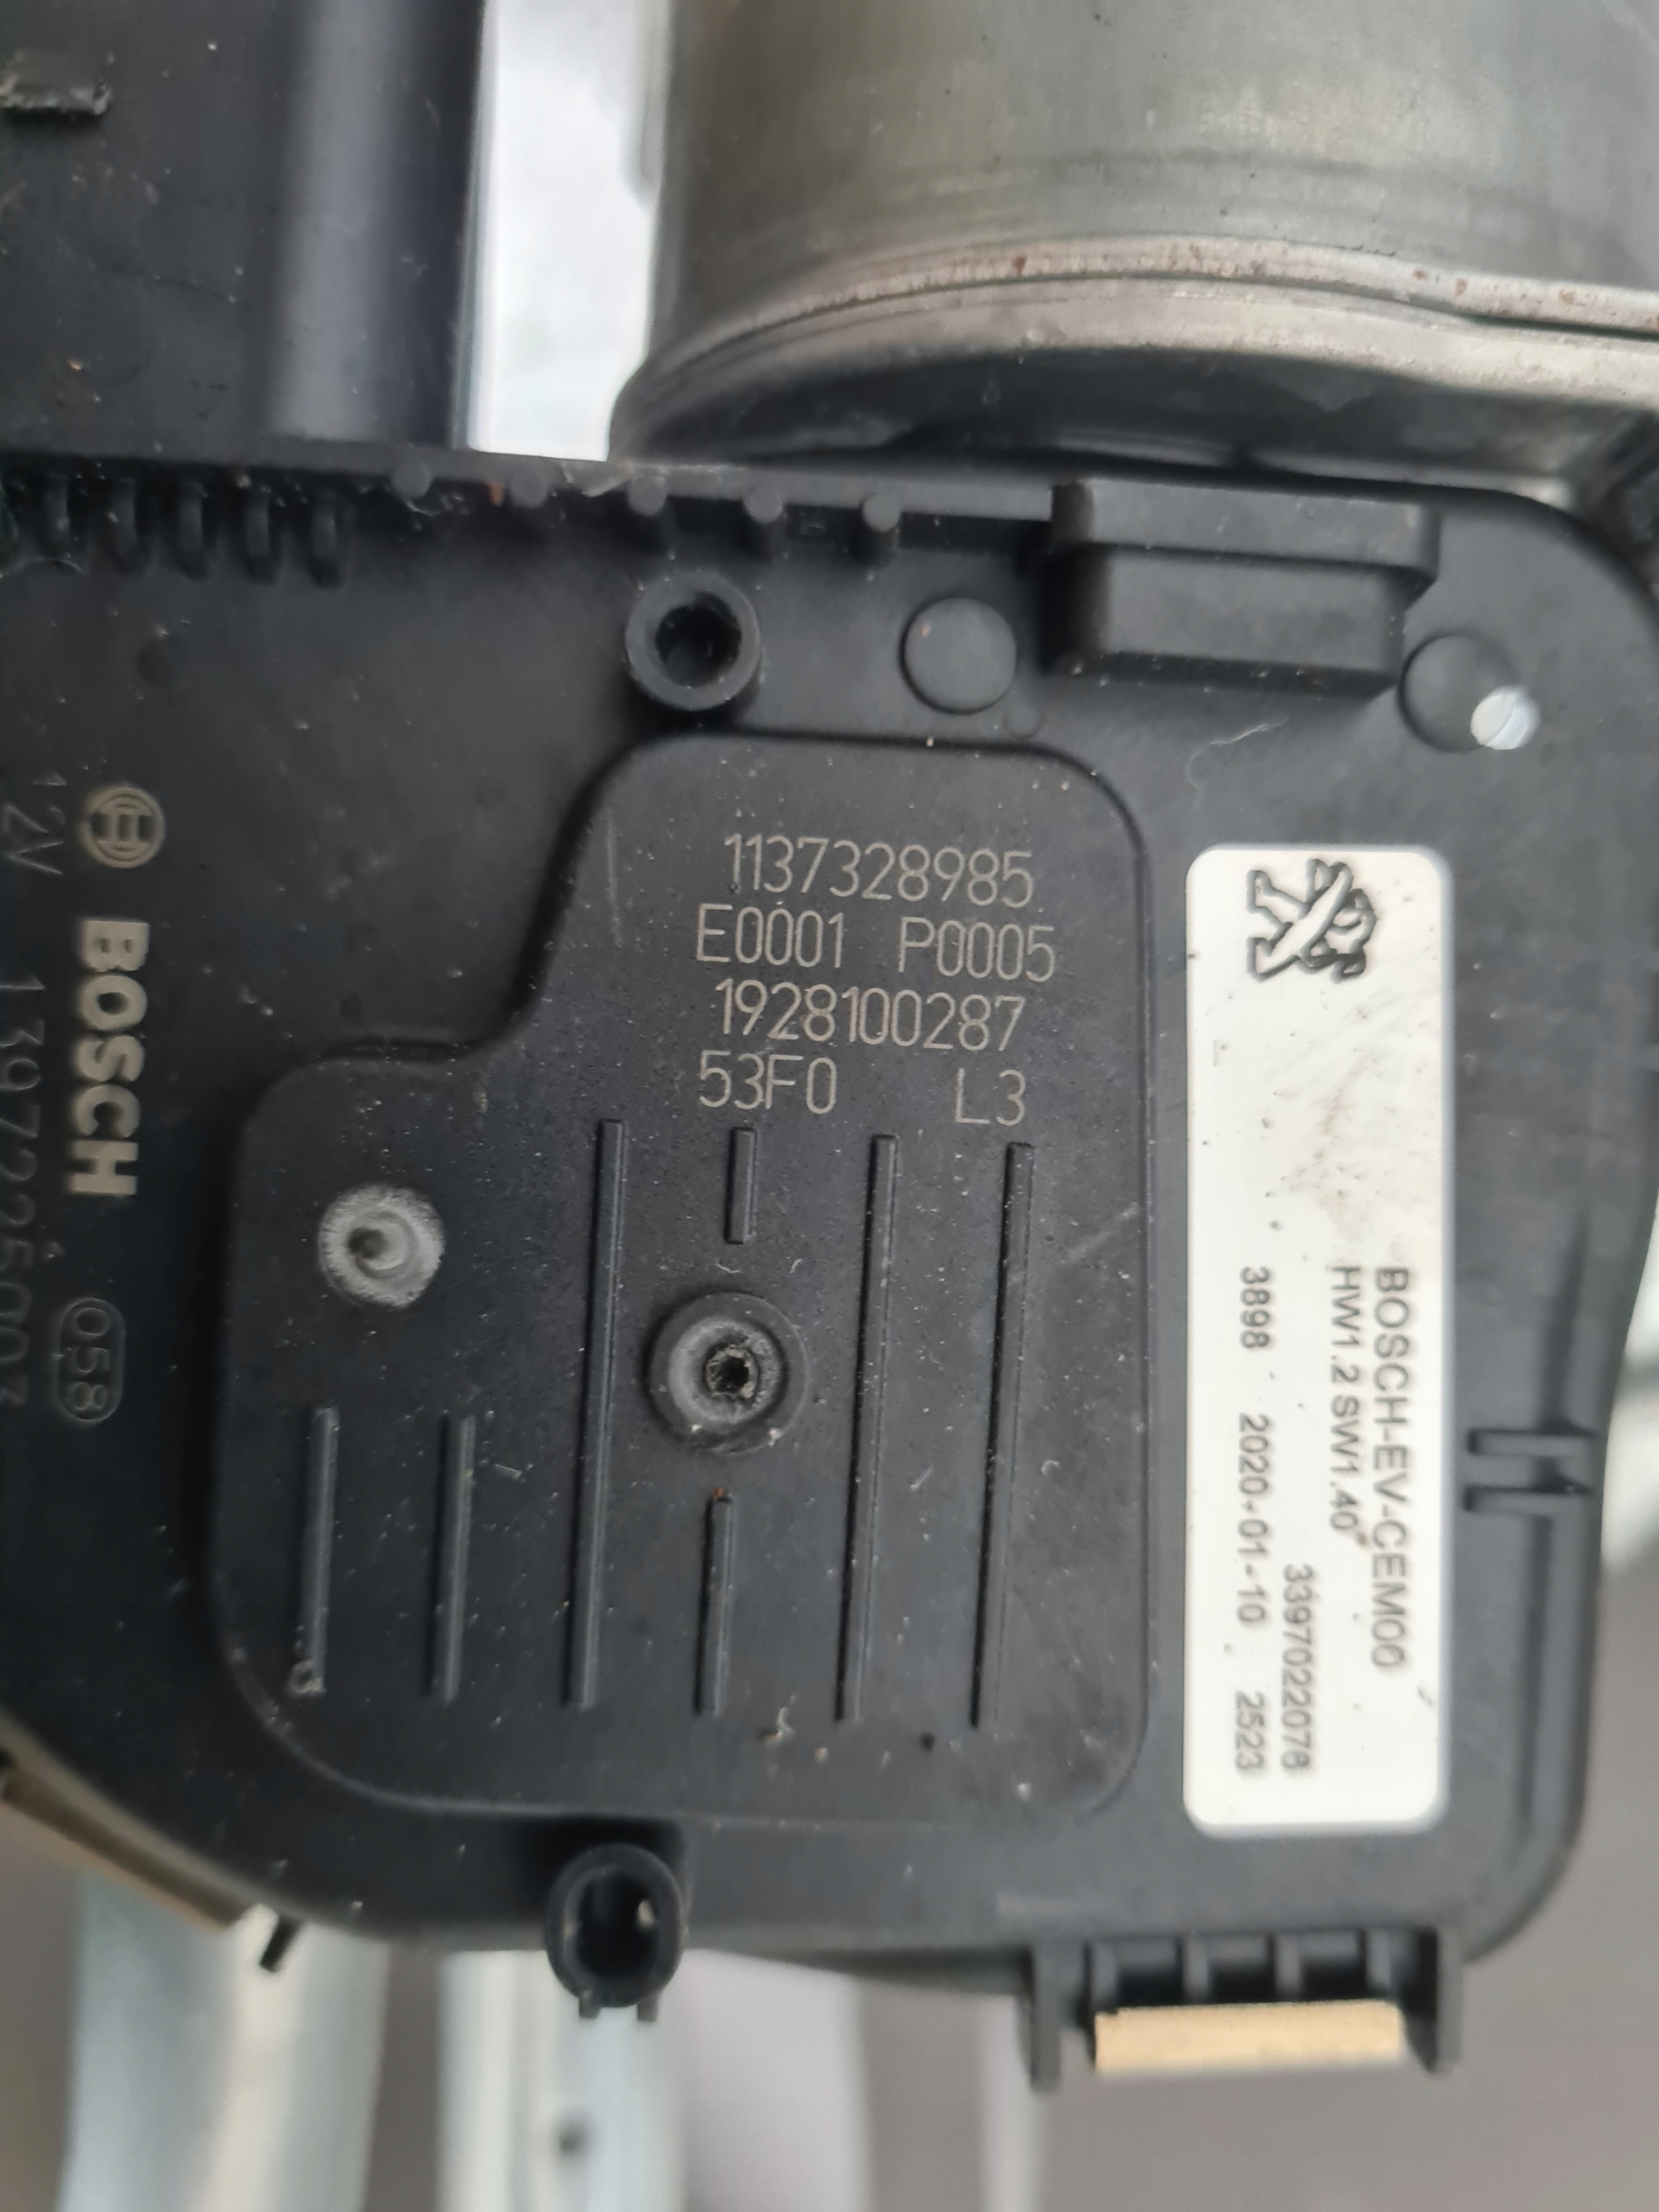 1137328985
E0001 P0005
1928100287
53F0 L3
BOSCH 058
12V
BOSCH-EV-CEM00
HW1.2 SW1.40
3397022078
3898 2020-01-10 2523